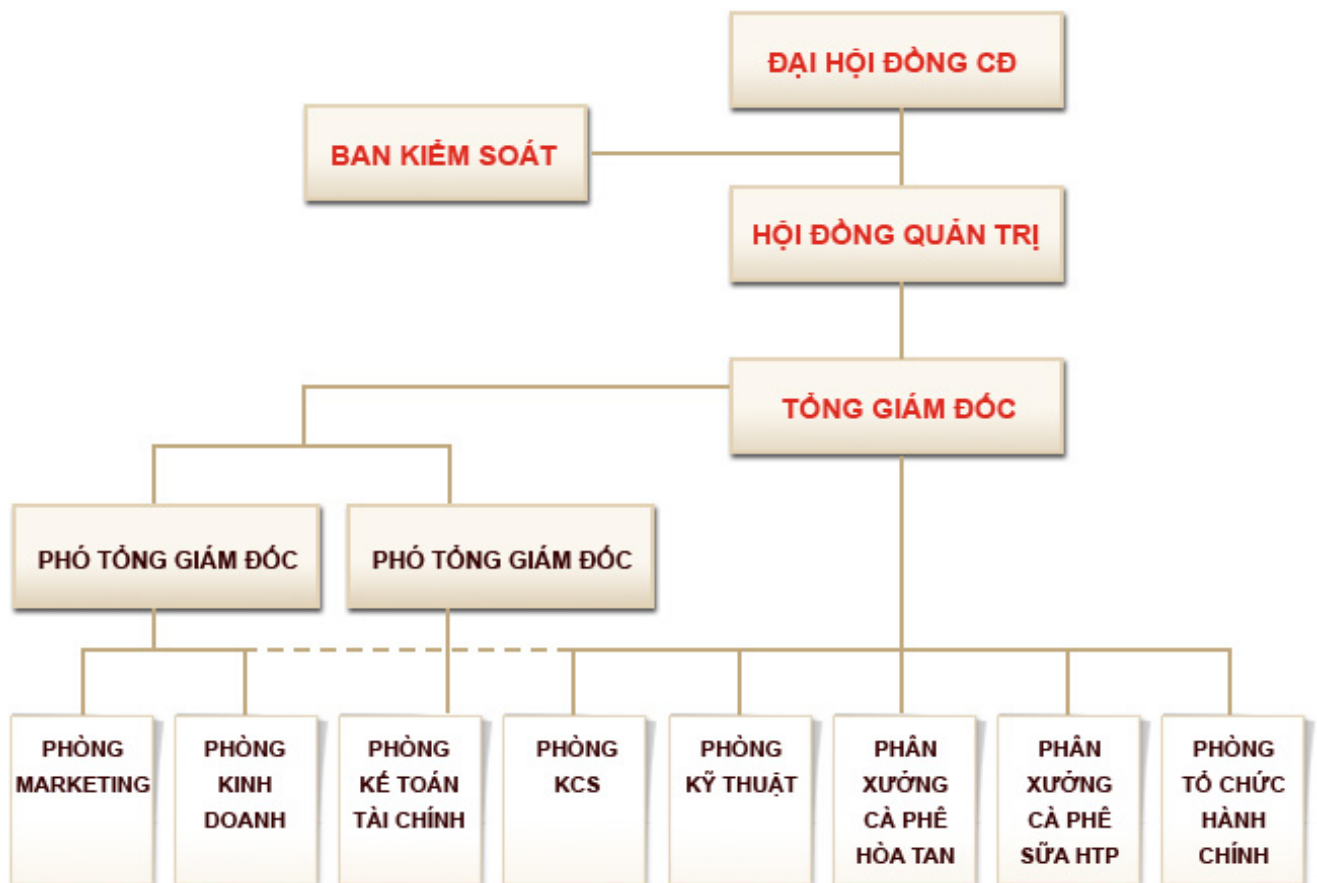 ĐẠI HỘI ĐỒNG CĐ
BAN KIỂM SOÁT
HỘI ĐỒNG QUẢN TRỊ
TỔNG GIÁM ĐỐC
PHÓ TỔNG GIÁM ĐỐC
PHÓ TỔNG GIÁM ĐỐC
PHÒNG
MARKETING
PHÒNG
KINH
DOANH
PHÒNG
KẾ TOÁN
TÀI CHÍNH
PHÒNG
KCS
PHÒNG
KỸ THUẬT
PHÂN
XƯỞNG
CÀ PHÊ
HÒA TAN
PHÂN
XƯỞNG
CÀ PHÊ
SỮA HTP
PHÒNG
TỔ CHỨC
HÀNH
CHÍNH